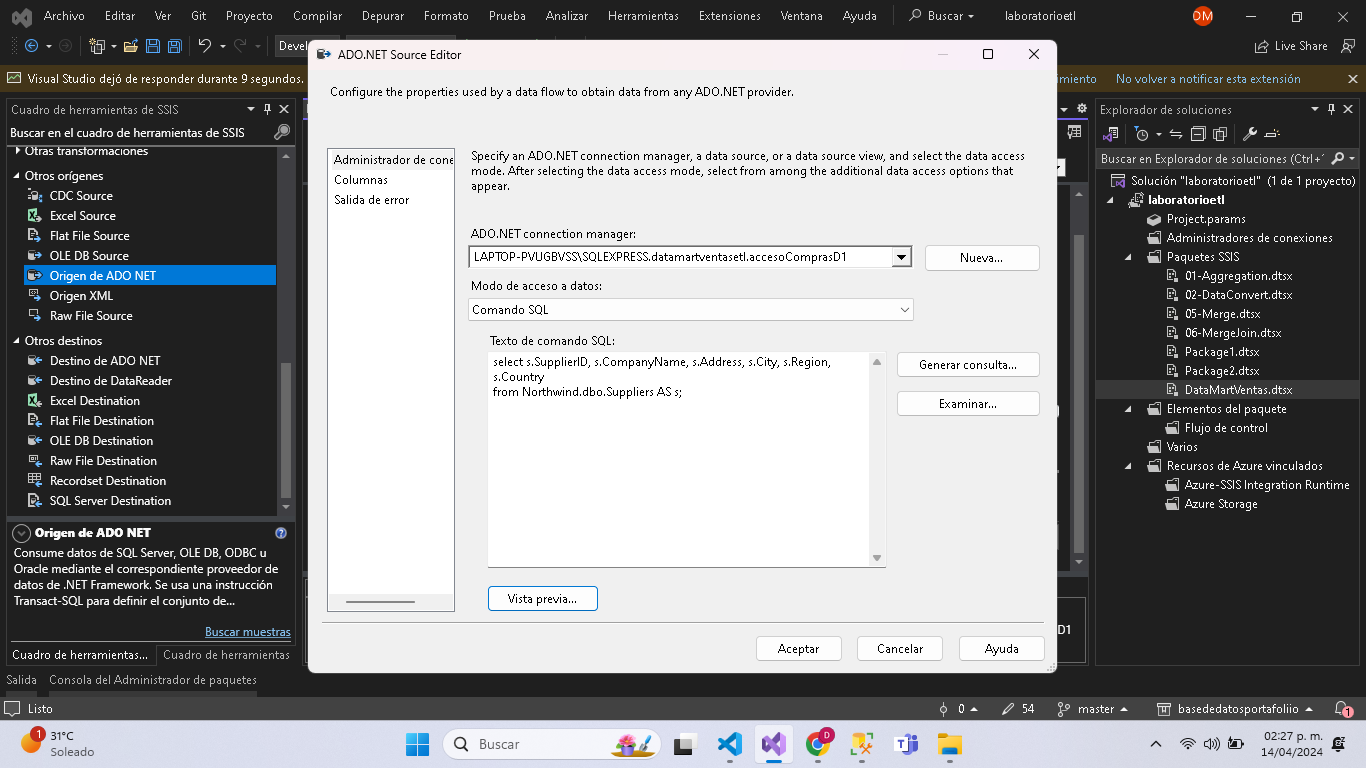 Archivo Editar Ver Git Proyecto Compilar Depurar Formato Prueba Analizar Herramientas Extensiones Ventana Ayuda Buscar laboratorioetl DM
Live Share
Visual Studio dejó de responder durante 9 segundos. No volver a notificar esta extensión
Cuadro de herramientas de SSIS
Buscar en el cuadro de herramientas de SSIS
Otras transformaciones
Otros orígenes
CDC Source
Excel Source
Flat File Source
OLE DB Source
Origen de ADO NET
Origen XML
Raw File Source
Otros destinos
Destino de ADO NET
Destino de DataReader
Excel Destination
Flat File Destination
OLE DB Destination
Raw File Destination
Recordset Destination
SQL Server Destination
Origen de ADO NET
Consume datos de SQL Server, OLE DB, ODBC u
Oracle mediante el correspondiente proveedor de
datos de .NET Framework. Se usa una instrucción
Transact-SQL para definir el conjunto de...
Buscar muestras
Cuadro de herramientas... Cuadro de herramientas
Salida Consola del Administrador de paquetes
ADO.NET Source Editor
Configure the properties used by a data flow to obtain data from any ADO.NET provider.
Administrador de cone
Columnas
Salida de error
Specify an ADO.NET connection manager, a data source, or a data source view, and select the data access
mode. After selecting the data access mode, select from among the additional data access options that
appear.
ADO.NET connection manager:
LAPTOP-PVUGBVSS\SQLEXPRESS.datamartventasetl.accesoComprasD1
Nueva...
Modo de acceso a datos:
Comando SQL
Texto de comando SQL:
select s.SupplierID, s.CompanyName, s.Address, s.City, s.Region,
s.Country
from Northwind.dbo.Suppliers AS s;
Generar consulta...
Examinar...
Vista previa...
Aceptar Cancelar Ayuda
D1
Explorador de soluciones
Buscar en Explorador de soluciones (Ctrl+
Solución "laboratorioetl" (1 de 1 proyecto)
laboratorioetl
Project.params
Administradores de conexiones
Paquetes SSIS
01-Aggregation.dtsx
02-DataConvert.dtsx
05-Merge.dtsx
06-MergeJoin.dtsx
Package1.dtsx
Package2.dtsx
DataMartVentas.dtsx
Elementos del paquete
Flujo de control
Varios
Recursos de Azure vinculados
Azure-SSIS Integration Runtime
Azure Storage
Listo 0 54 master basededatosportafoliio 1
1 31°C
Soleado
Buscar
D
02:27 p. m.
14/04/2024